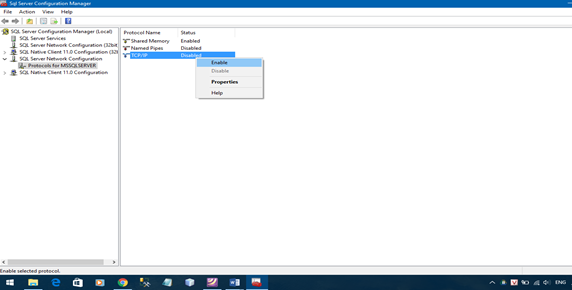 Sql Server Configuration Manager
File Action View Help
SQL Server Configuration Manager (Local)
SQL Server Services
SQL Server Network Configuration (32bit
SQL Native Client 11.0 Configuration (32b
SQL Server Network Configuration
Protocols for MSSQLSERVER
SQL Native Client 11.0 Configuration
Protocol Name Status
Shared Memory Enabled
Named Pipes Disabled
TCP/IP Disabled
Enable
Disable
Properties
Help
Enable selected protocol.
ENG